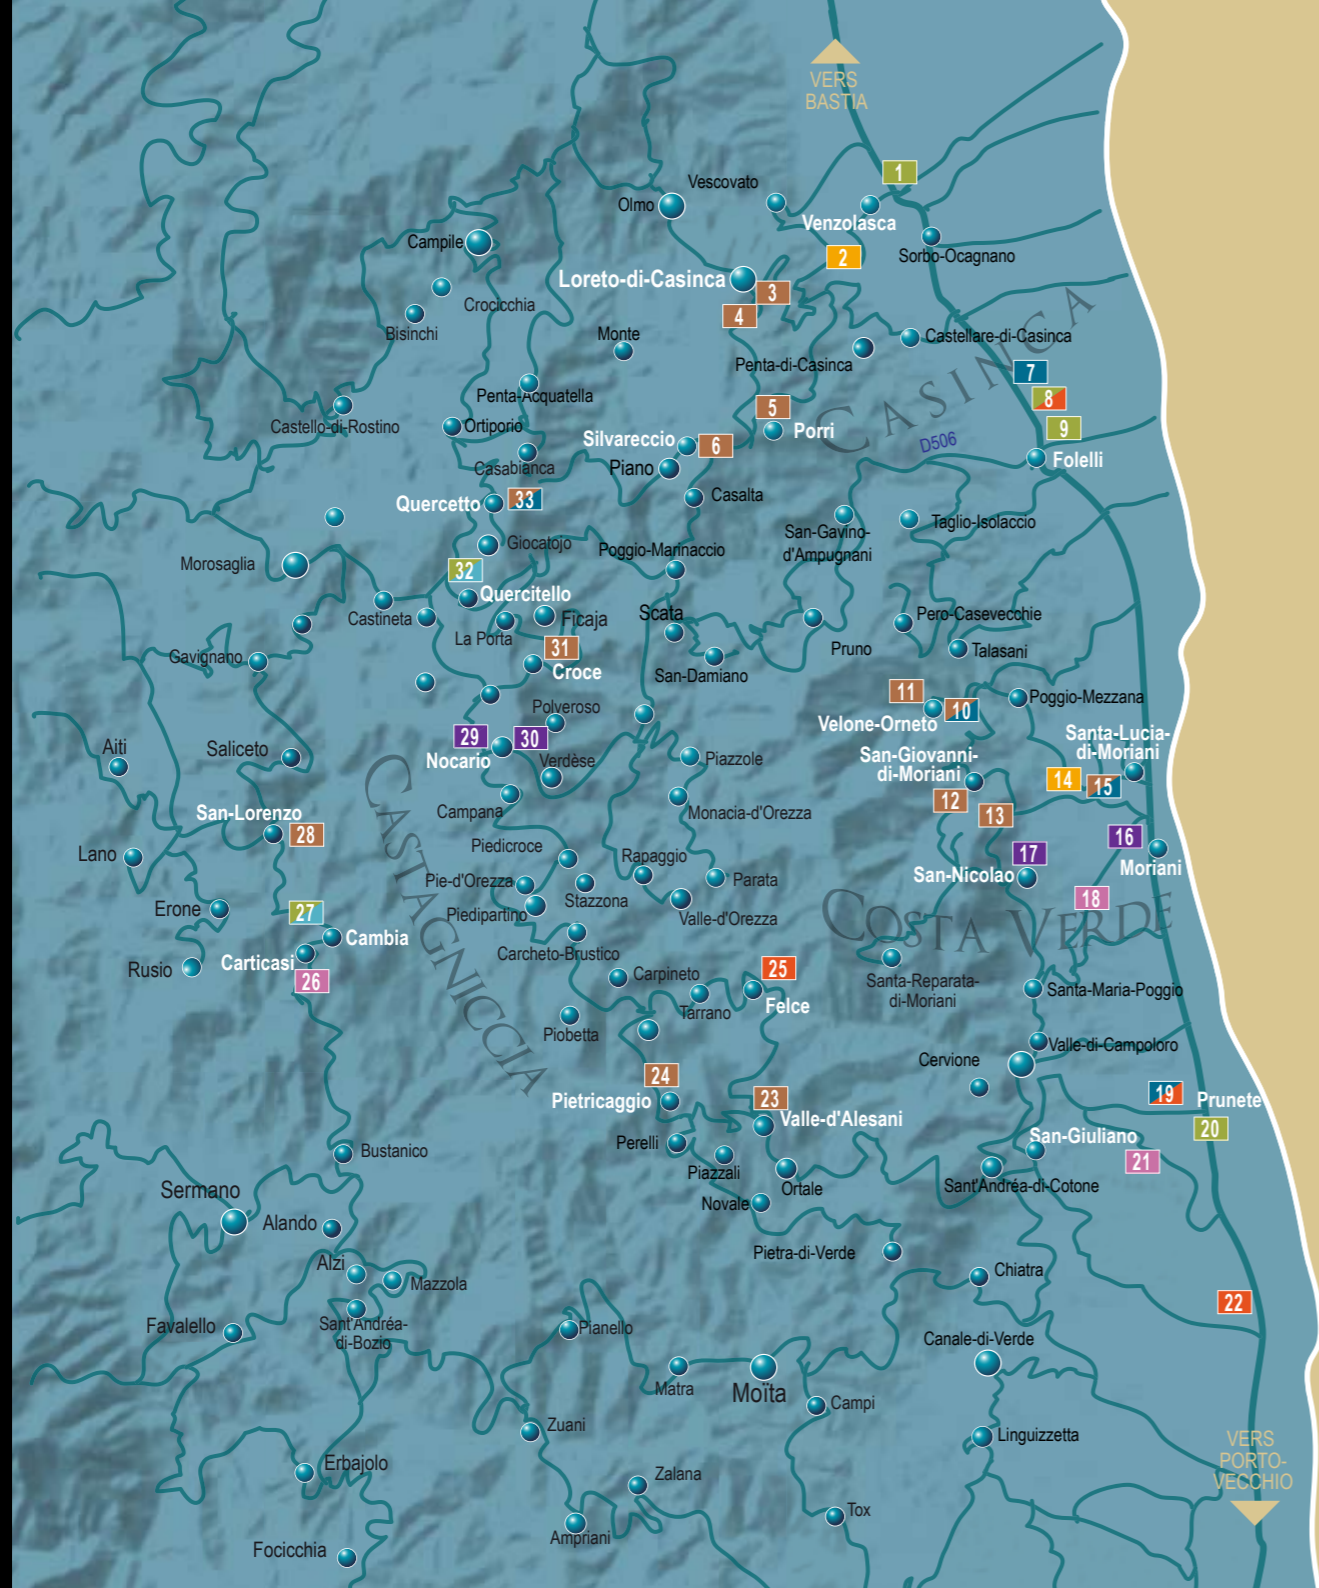 VERS
BASTIA
1
Vescovato
Olmo
Venzolasca
Campile
2
Sorbo-Ocagnano
Loreto-di-Casinca
3
Crocicchia
4
Bisinchi
Monte
Castellare-di-Casinca
Penta-di-Casinca
7
CASINCA
Penta-Acquatella
8
5
Castello-di-Rostino
Ortiporio
9
Porri
Silvareccio
6
D506
Folelli
Piano
Casabianca
Casalta
Quercetto
33
San-Gavino-
d'Ampugnani
Taglio-Isolaccio
Giocatojo
Poggio-Marinaccio
Morosaglia
32
Quercitello
Castineta
La Porta
Ficaja
Scata
Pero-Casevecchie
31
Pruno
Talasani
Gavignano
Croce
San-Damiano
11
Poggio-Mezzana
Polveroso
10
Velone-Orneto
29
30
Santa-Lucia-
di-Moriani
Aiti
Saliceto
Nocario
Verdèse
Piazzole
San-Giovanni-
di-Moriani
14
15
12
Campana
Monacia-d'Orezza
13
San-Lorenzo
28
16
Piedicroce
Lano
Rapaggio
17
Moriani
Pie-d'Orezza
Parata
San-Nicolao
Stazzona
18
Erone
27
Piedipartino
Valle-d'Orezza
CASTAGNICCIA
COSTA VERDE
Cambia
Carcheto-Brustico
Rusio
Carticasi
26
Carpineto
25
Santa-Reparata-
di-Moriani
Santa-Maria-Poggio
Felce
Tarrano
Piobetta
Valle-di-Campoloro
Cervione
24
19
Pietricaggio
23
Prunete
Valle-d'Alesani
20
Perelli
San-Giuliano
Bustanico
21
Piazzali
Ortale
Sant'Andréa-di-Cotone
Sermano
Novale
Alando
Pietra-di-Verde
Alzi
Chiatra
Mazzola
22
Favalello
Sant'Andréa-
di-Bozio
Pianello
Canale-di-Verde
Matra
Moïta
Campi
Zuani
Linguizzetta
VERS
PORTO-
VECCHIO
Erbajolo
Zalana
Tox
Ampriani
Focicchia